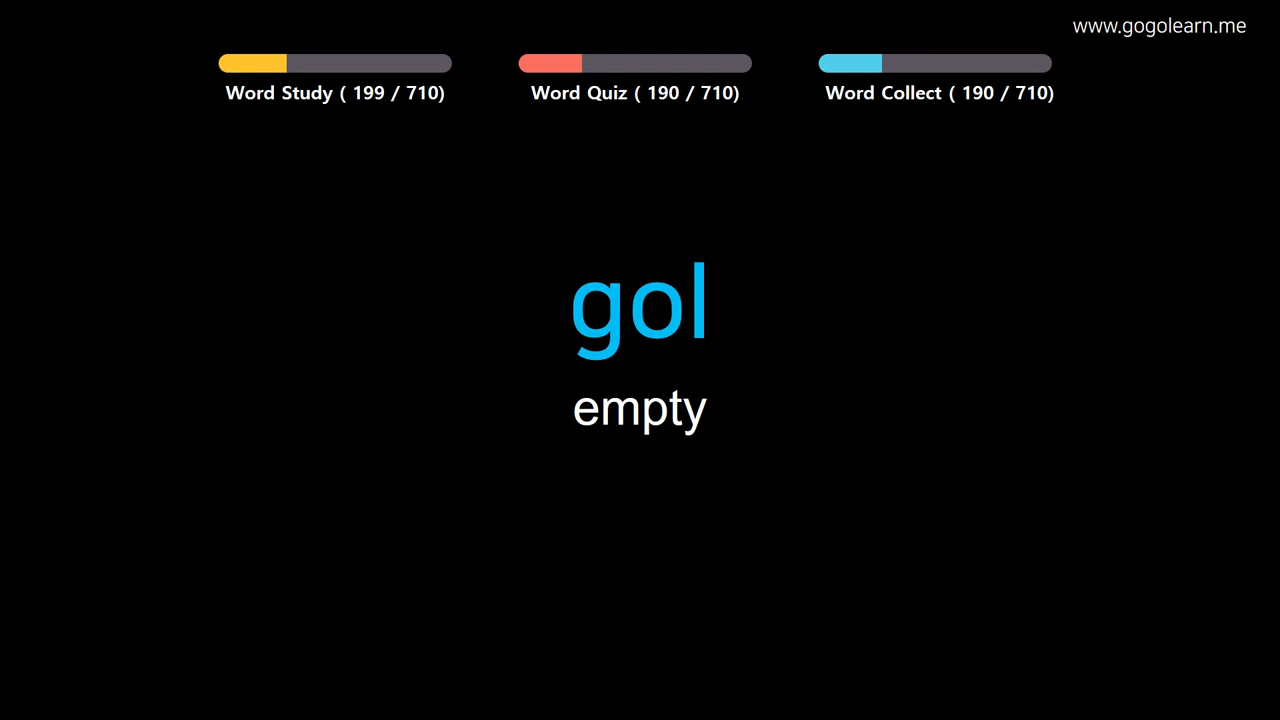 www.gogolearn.me
Word Study ( 199 / 710)
Word Quiz ( 190 / 710)
Word Collect ( 190 / 710)
gol
empty